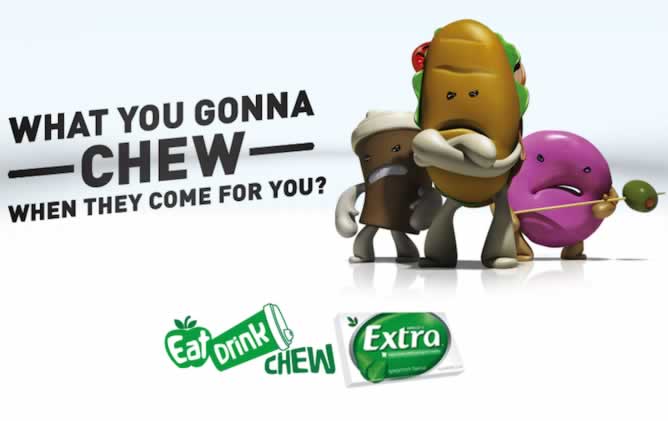 WHAT YOU GONNA
CHEW
WHEN THEY COME FOR YOU?
Eat Drink CHEW
Extra